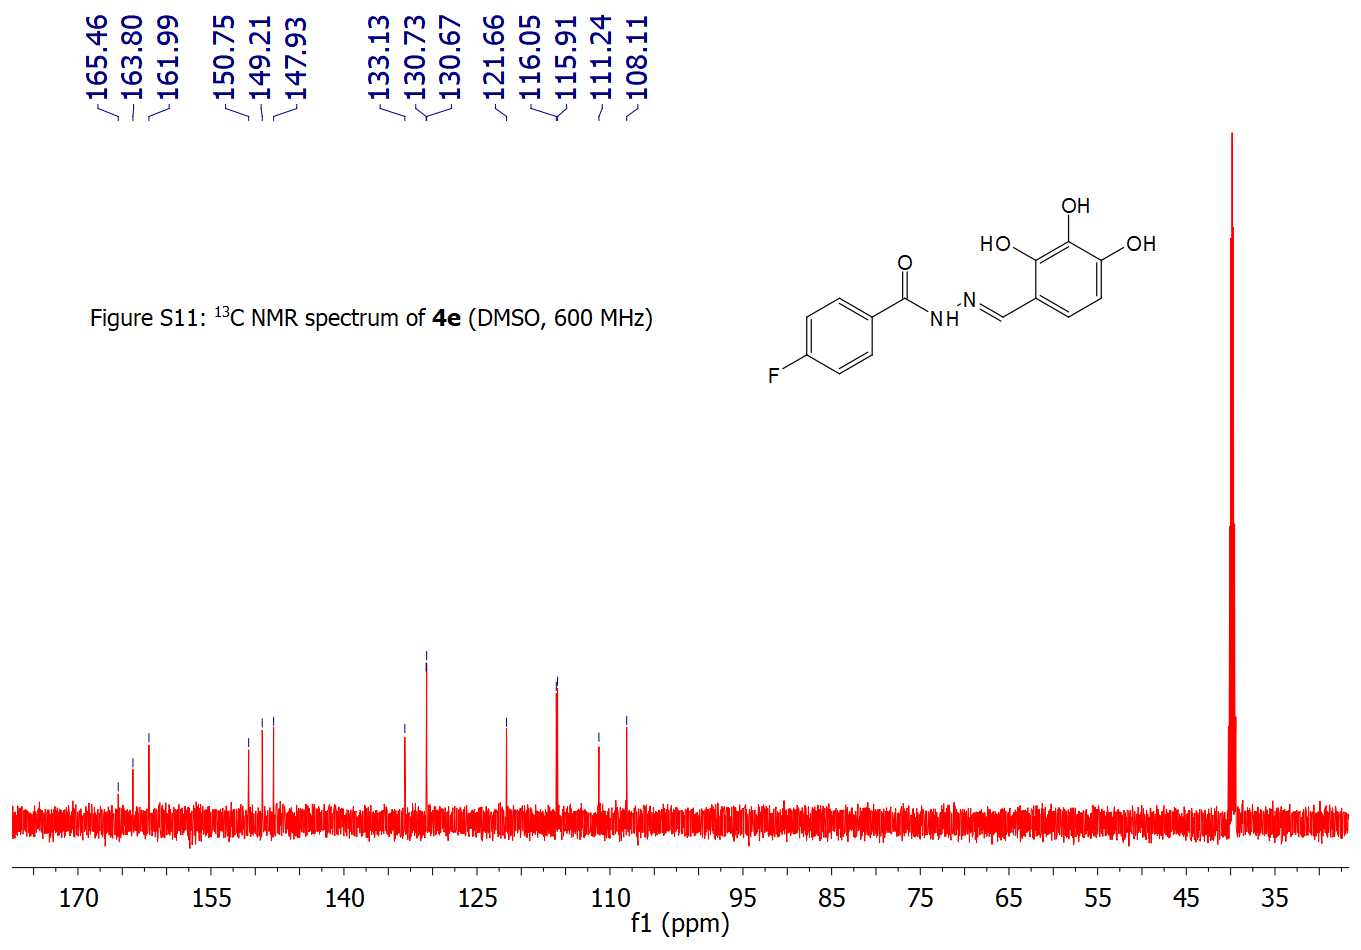 165.46
163.80
161.99
150.75
149.21
147.93
133.13
130.73
130.67
121.66
116.05
115.91
111.24
108.11
OH
HO
OH
O
N
NH
F
Figure S11: ¹³C NMR spectrum of 4e (DMSO, 600 MHz)
170 155 140 125 110 95 85 75 65 55 45 35
f1 (ppm)